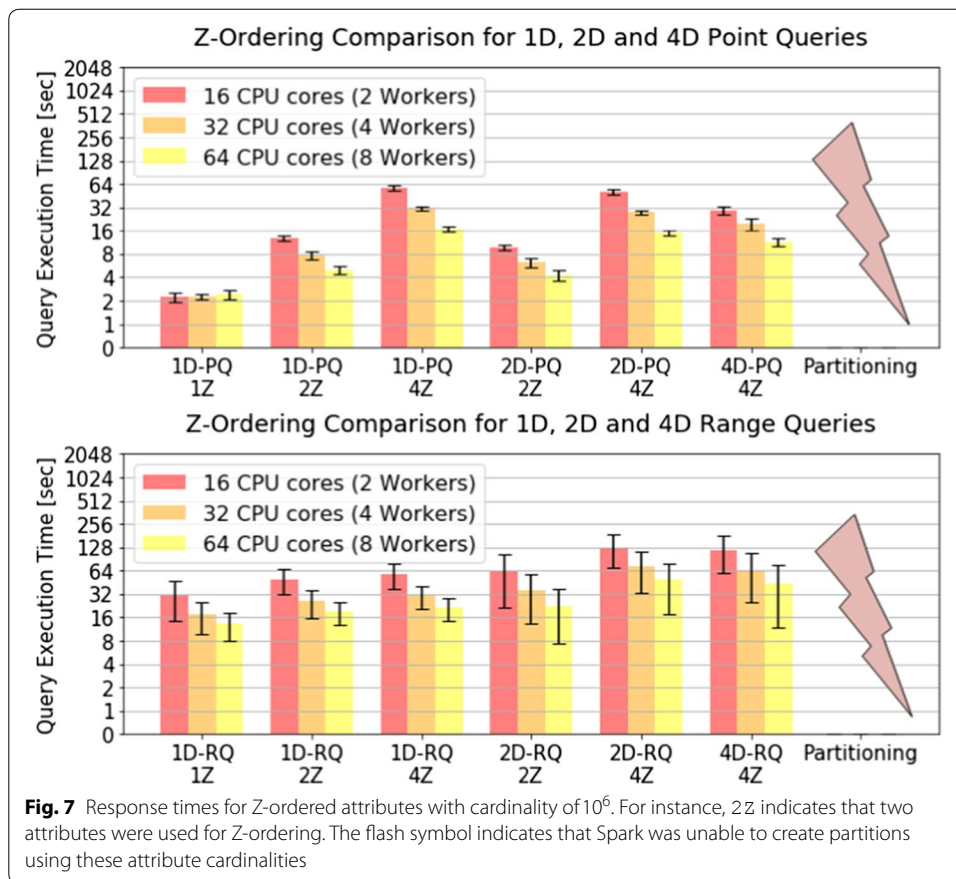 Z-Ordering Comparison for 1D, 2D and 4D Point Queries
Query Execution Time [sec]
2048
1024
512
256
128
64
32
16
8
4
2
1
0
16 CPU cores (2 Workers)
32 CPU cores (4 Workers)
64 CPU cores (8 Workers)
1D-PQ 1D-PQ 1D-PQ 2D-PQ 2D-PQ 4D-PQ Partitioning
1Z 2Z 4Z 2Z 4Z 4Z
Z-Ordering Comparison for 1D, 2D and 4D Range Queries
Query Execution Time [sec]
2048
1024
512
256
128
64
32
16
8
4
2
1
0
16 CPU cores (2 Workers)
32 CPU cores (4 Workers)
64 CPU cores (8 Workers)
1D-RQ 1D-RQ 1D-RQ 2D-RQ 2D-RQ 4D-RQ Partitioning
1Z 2Z 4Z 2Z 4Z 4Z
Fig. 7 Response times for Z-ordered attributes with cardinality of 10⁶. For instance, 2Z indicates that two
attributes were used for Z-ordering. The flash symbol indicates that Spark was unable to create partitions
using these attribute cardinalities